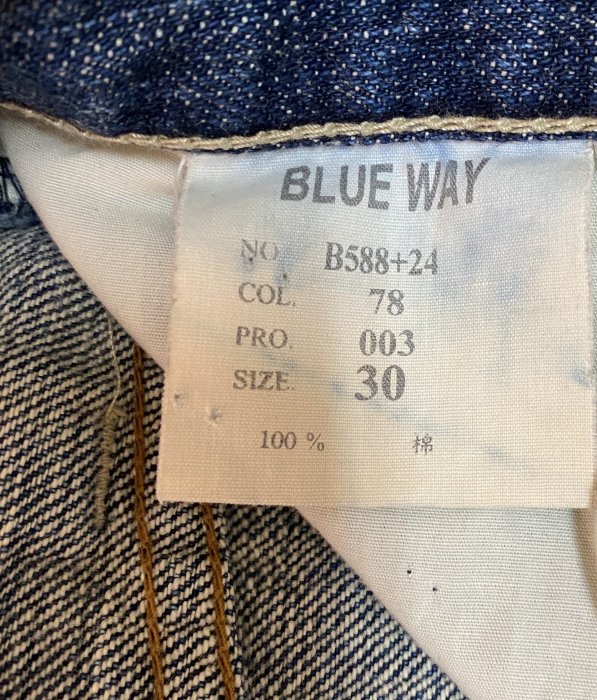 BLUE WAY
NO. B588+24
COL. 78
PRO. 003
SIZE. 30
100 % 棉